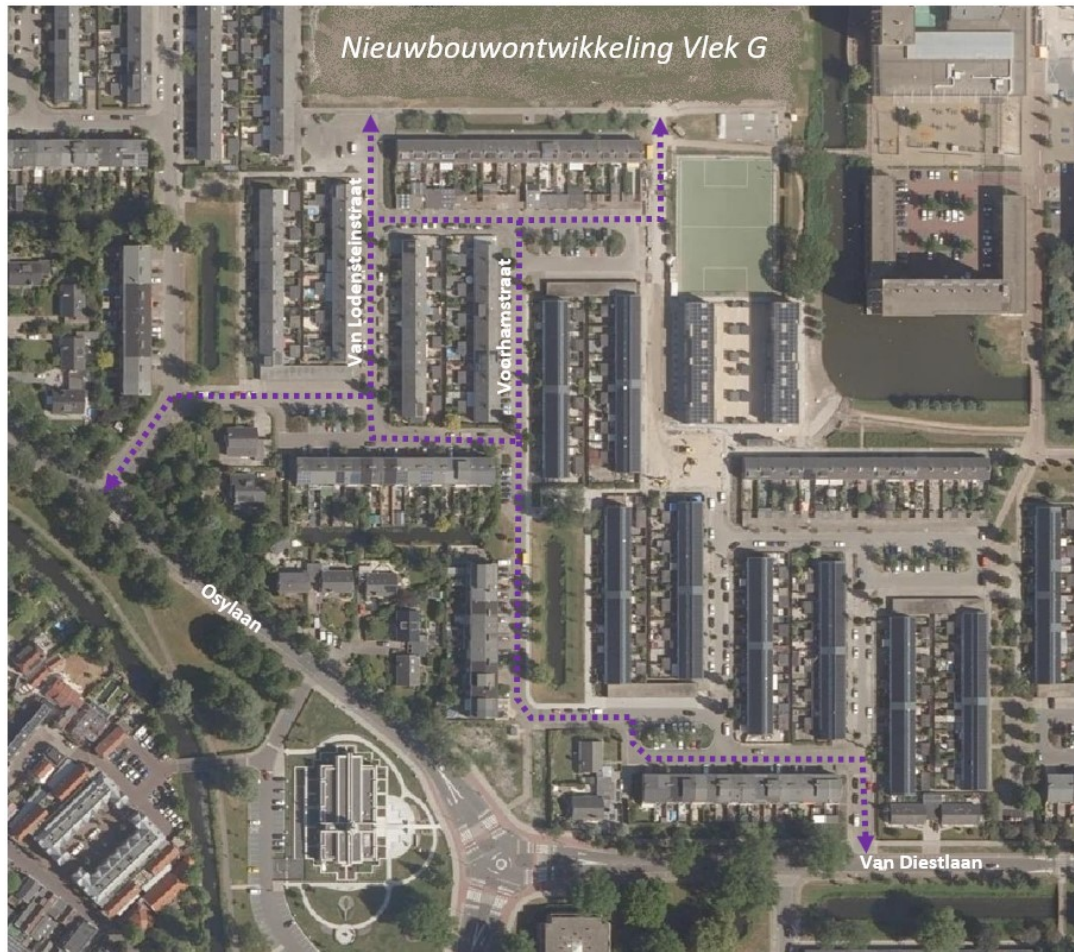 Nieuwbouwontwikkeling Vlek G
Van Lodensteinstraat
Voorhamstraat
Osylaan
Van Diestlaan